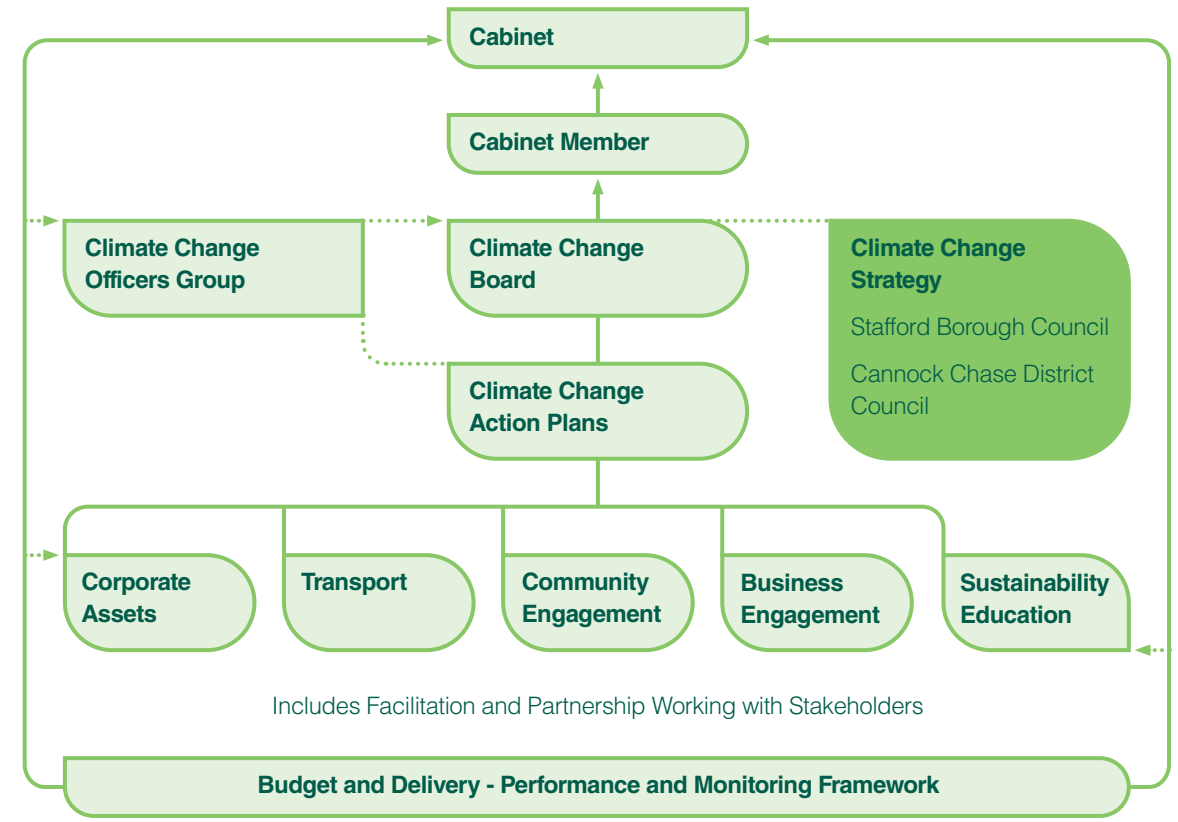 Cabinet
Cabinet Member
Climate Change
Officers Group
Climate Change
Board
Climate Change
Strategy
Stafford Borough Council
Cannock Chase District
Council
Climate Change
Action Plans
Corporate
Assets
Transport
Community
Engagement
Business
Engagement
Sustainability
Education
Includes Facilitation and Partnership Working with Stakeholders
Budget and Delivery - Performance and Monitoring Framework